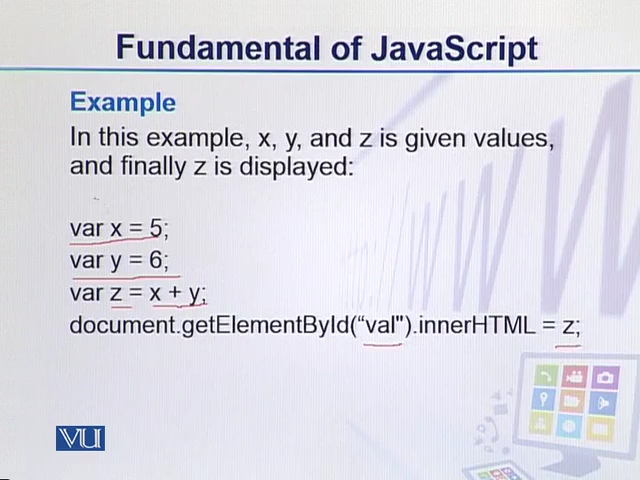 Fundamental of JavaScript
Example
In this example, x, y, and z is given values,
and finally z is displayed:
var x = 5;
var y = 6;
var z = x + y;
document.getElementById(“val").innerHTML = z;
VU